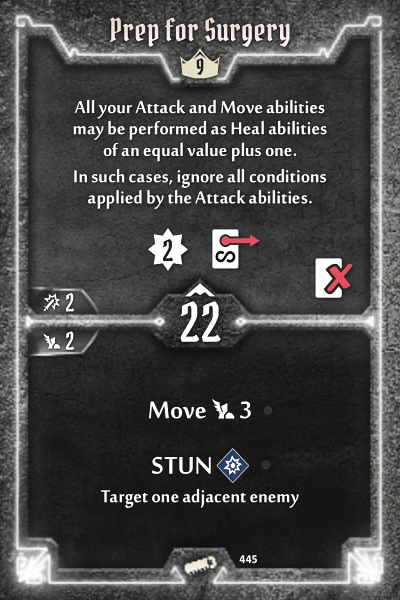 Prep for Surgery
9
All your Attack and Move abilities
may be performed as Heal abilities
of an equal value plus one.
In such cases, ignore all conditions
applied by the Attack abilities.
2
2
22
2
Move 3
STUN
Target one adjacent enemy
445